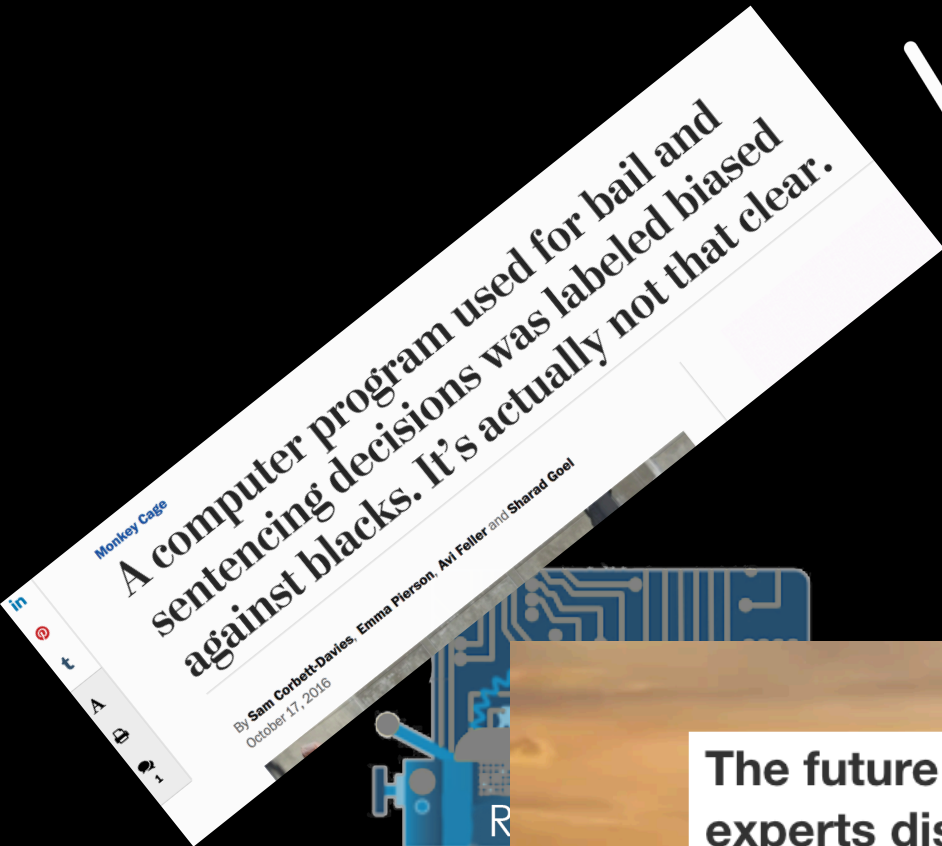 Monkey Cage
A computer program used for bail and
sentencing decisions was labeled biased
against blacks. It's actually not that clear.
By Sam Corbett-Davies, Emma Pierson, Avi Feller and Sharad Goel
October 17, 2016
in
t
A
1
R
The future
experts dis